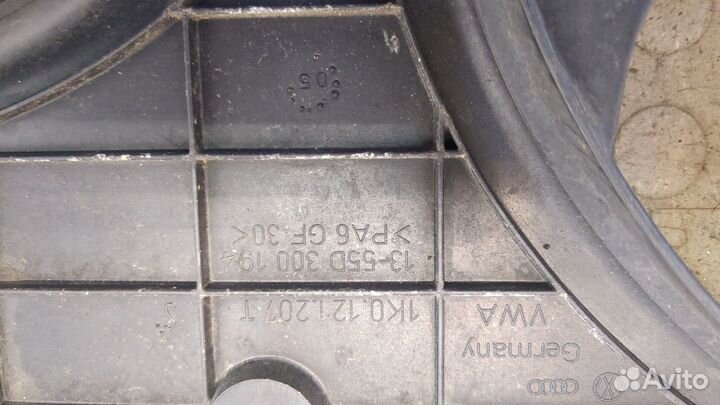 Germany
VWA
1K0.121.207.T
13-55D 300 194
>PA6 GF 30<
05
Avito